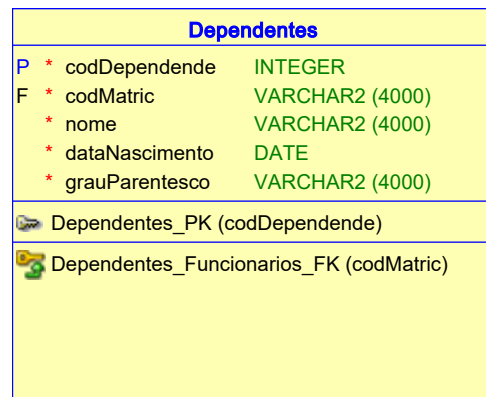 Dependentes
P * codDependende INTEGER
F * codMatric VARCHAR2 (4000)
* nome VARCHAR2 (4000)
* dataNascimento DATE
* grauParentesco VARCHAR2 (4000)
Dependentes_PK (codDependende)
Dependentes_Funcionarios_FK (codMatric)